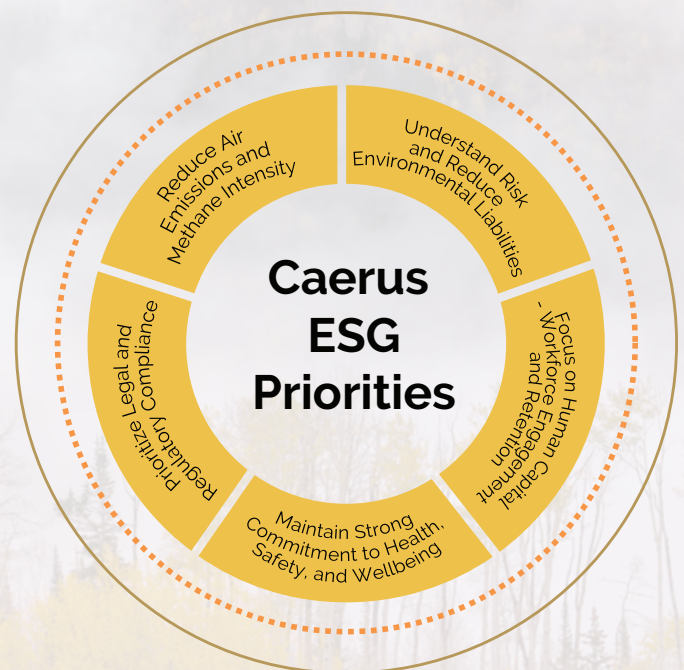 Caerus
ESG
Priorities
Understand Risk
and Reduce
Environmental Liabilities
Focus on Human Capital
- Workforce Engagement
and Retention
Maintain Strong
Commitment to Health,
Safety, and Wellbeing
Prioritize Legal and
Regulatory Compliance
Reduce Air
Emissions and
Methane Intensity